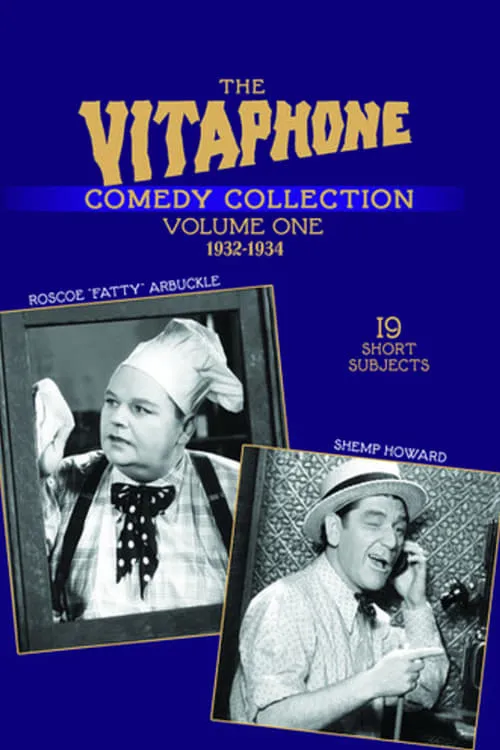 THE
VITAPHONE
COMEDY COLLECTION
VOLUME ONE
1932-1934
ROSCOE "FATTY" ARBUCKLE
19
SHORT
SUBJECTS
SHEMP HOWARD